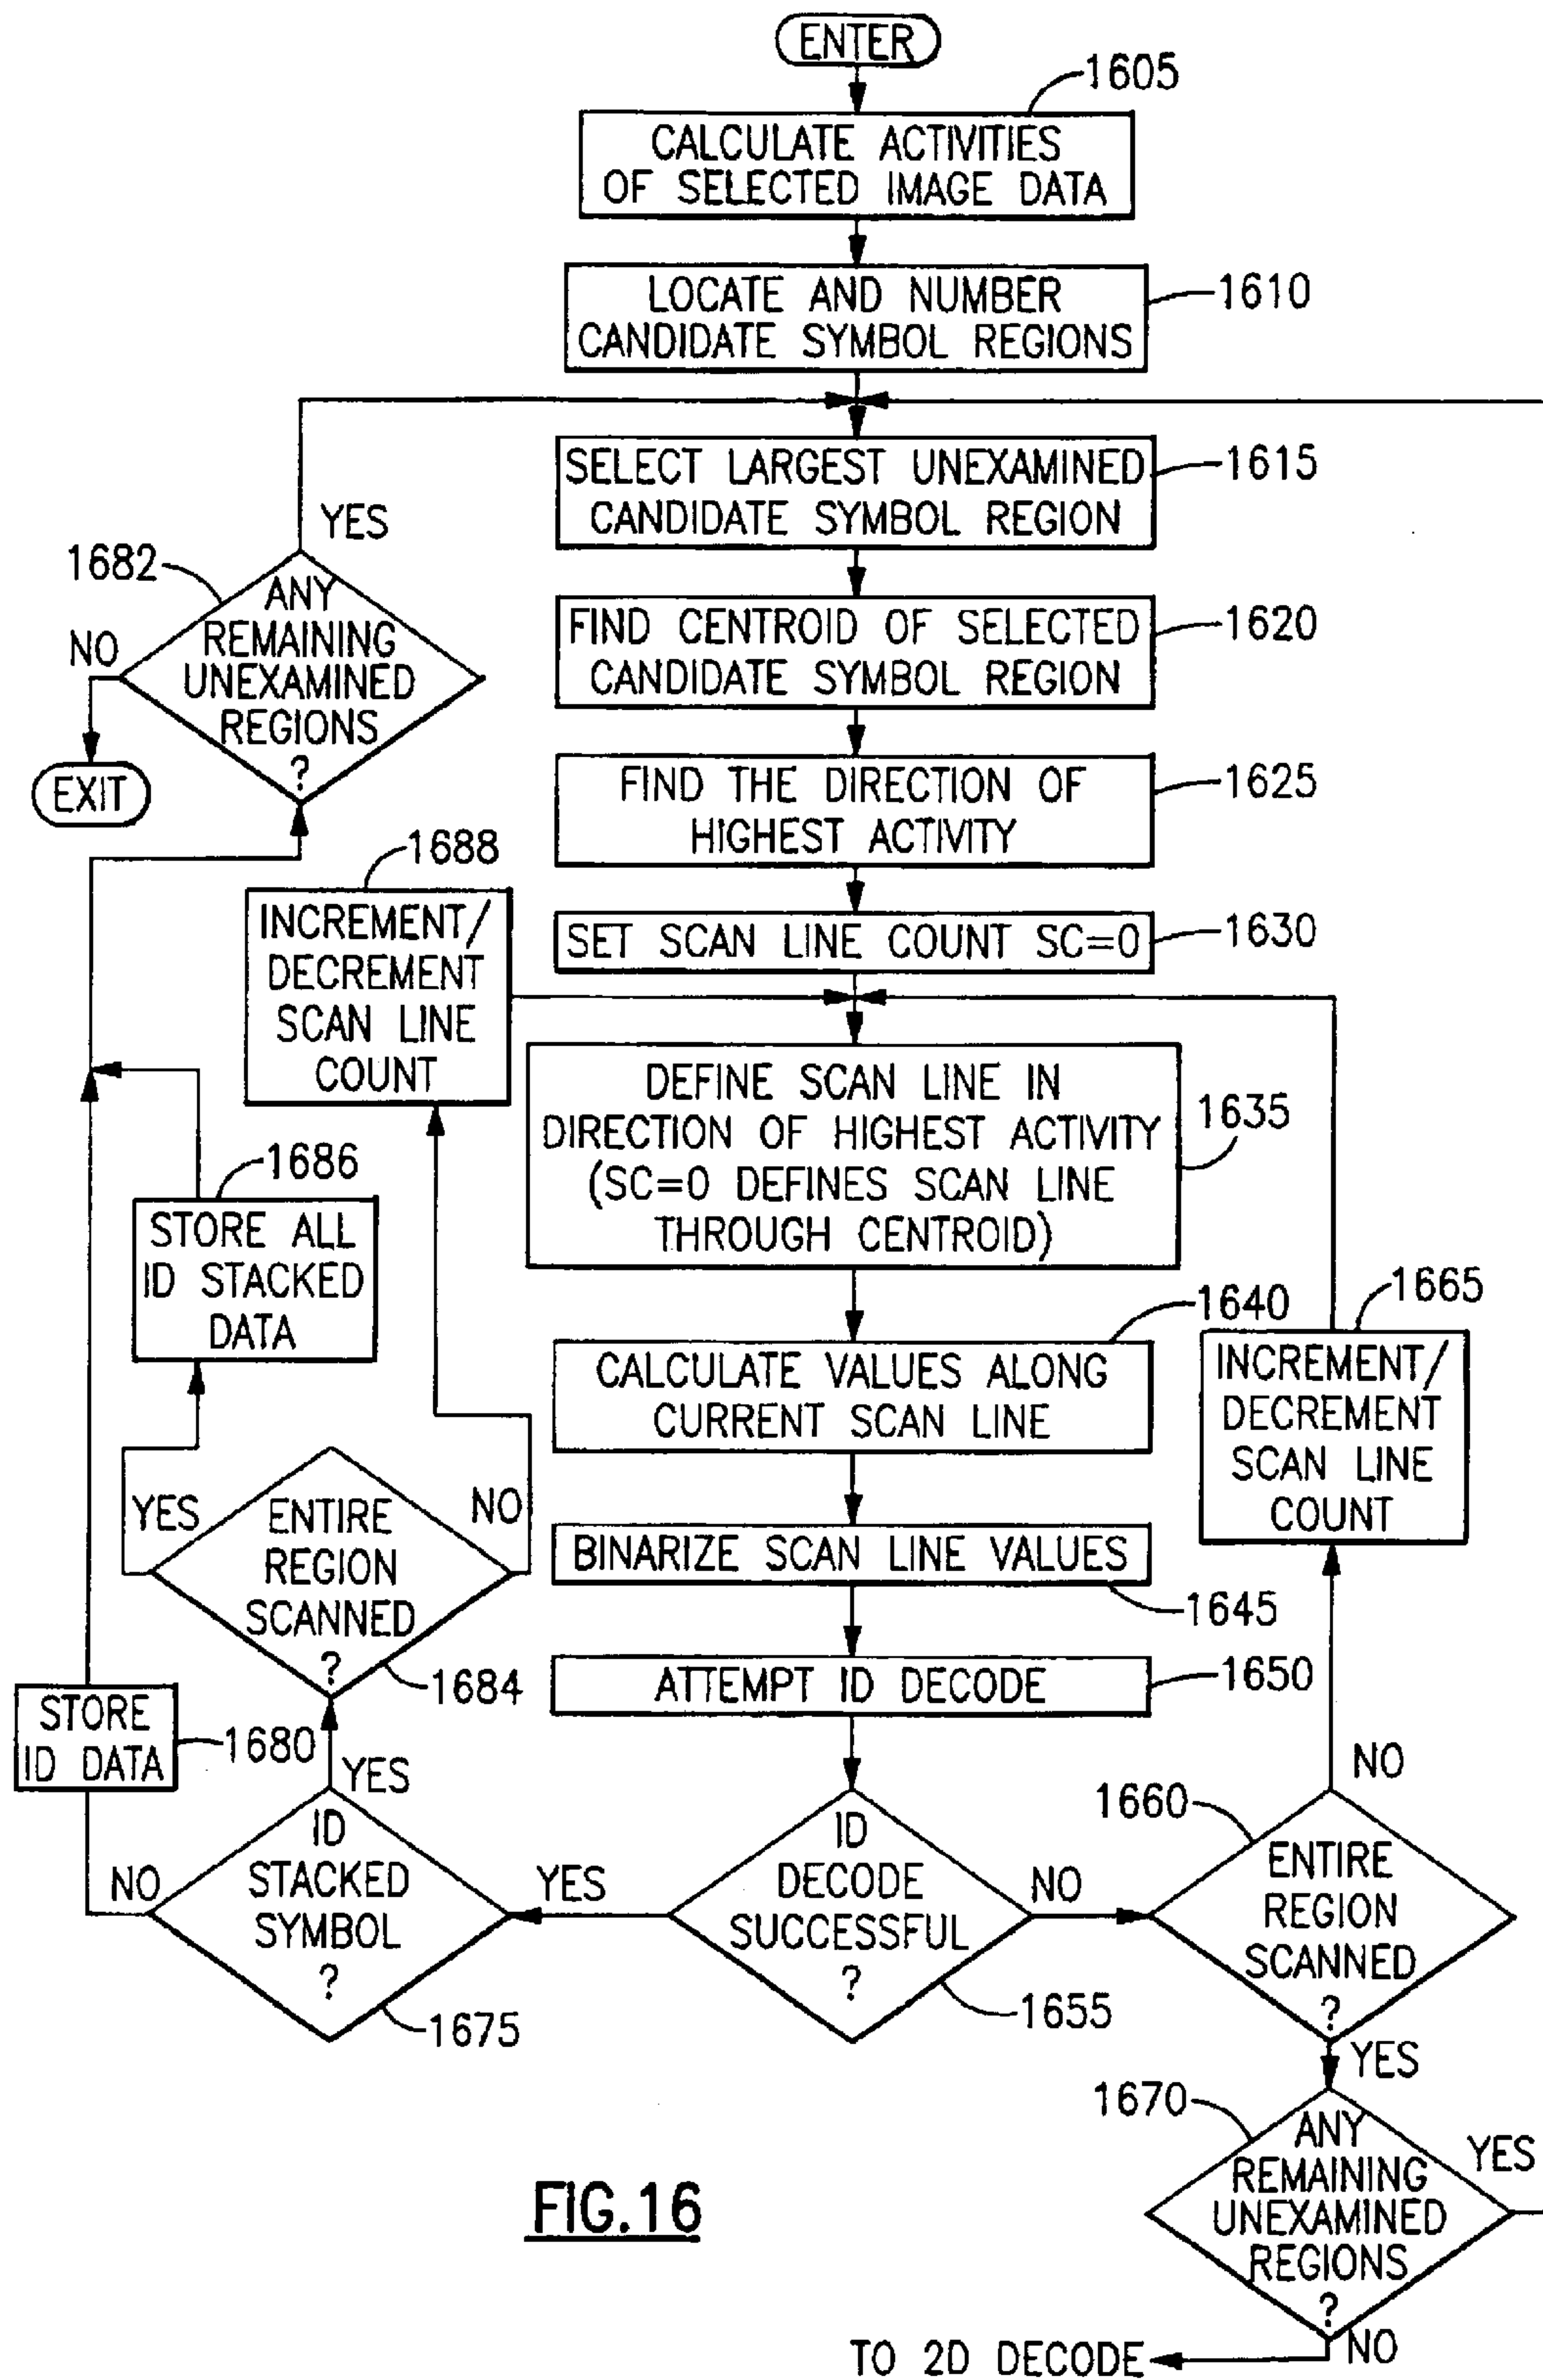 ENTER
1605
CALCULATE ACTIVITIES
OF SELECTED IMAGE DATA
LOCATE AND NUMBER
CANDIDATE SYMBOL REGIONS
1610
SELECT LARGEST UNEXAMINED
CANDIDATE SYMBOL REGION
1615
YES
1682
ANY
REMAINING
UNEXAMINED
REGIONS
?
NO
EXIT
FIND CENTROID OF SELECTED
CANDIDATE SYMBOL REGION
1620
FIND THE DIRECTION OF
HIGHEST ACTIVITY
1625
1688
INCREMENT/
DECREMENT
SCAN LINE
COUNT
SET SCAN LINE COUNT SC=0
1630
DEFINE SCAN LINE IN
DIRECTION OF HIGHEST ACTIVITY
(SC=0 DEFINES SCAN LINE
THROUGH CENTROID)
1635
1686
STORE ALL
ID STACKED
DATA
1640
CALCULATE VALUES ALONG
CURRENT SCAN LINE
1665
INCREMENT/
DECREMENT
SCAN LINE
COUNT
YES
ENTIRE
REGION
SCANNED
?
NO
1684
BINARIZE SCAN LINE VALUES
1645
ATTEMPT ID DECODE
1650
STORE
ID DATA
1680
YES
NO
ID
STACKED
SYMBOL
?
1675
YES
ID
DECODE
SUCCESSFUL
?
1655
NO
1660
NO
ENTIRE
REGION
SCANNED
?
YES
1670
ANY
REMAINING
UNEXAMINED
REGIONS
?
YES
NO
TO 2D DECODE
FIG.16